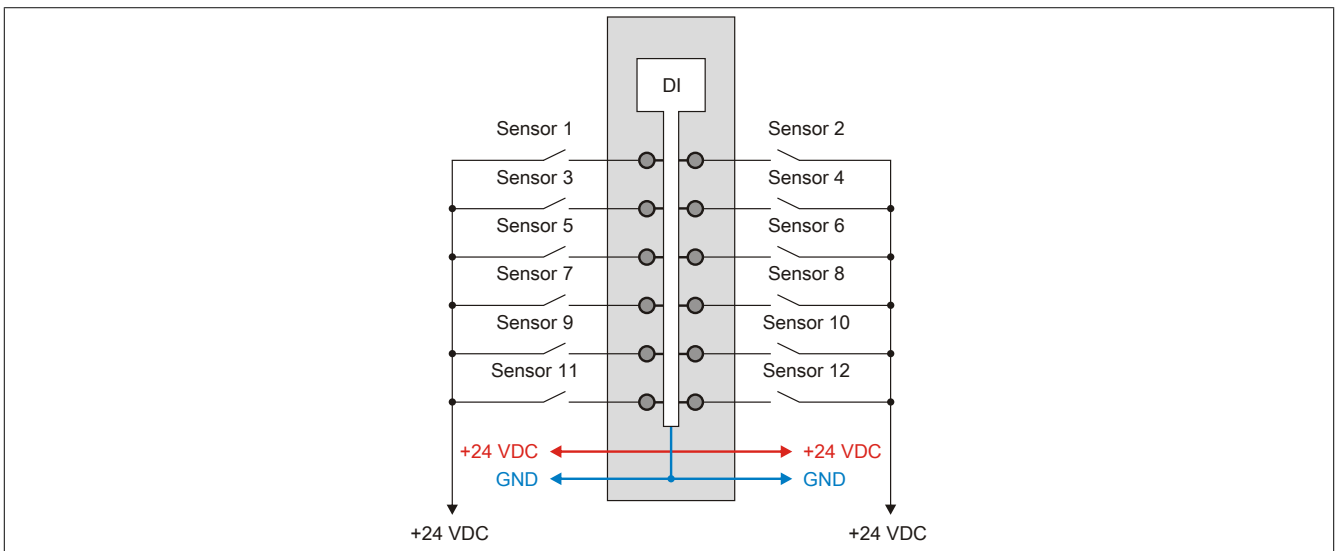 DI
Sensor 1 Sensor 2
Sensor 3 Sensor 4
Sensor 5 Sensor 6
Sensor 7 Sensor 8
Sensor 9 Sensor 10
Sensor 11 Sensor 12
+24 VDC +24 VDC
GND GND
+24 VDC +24 VDC